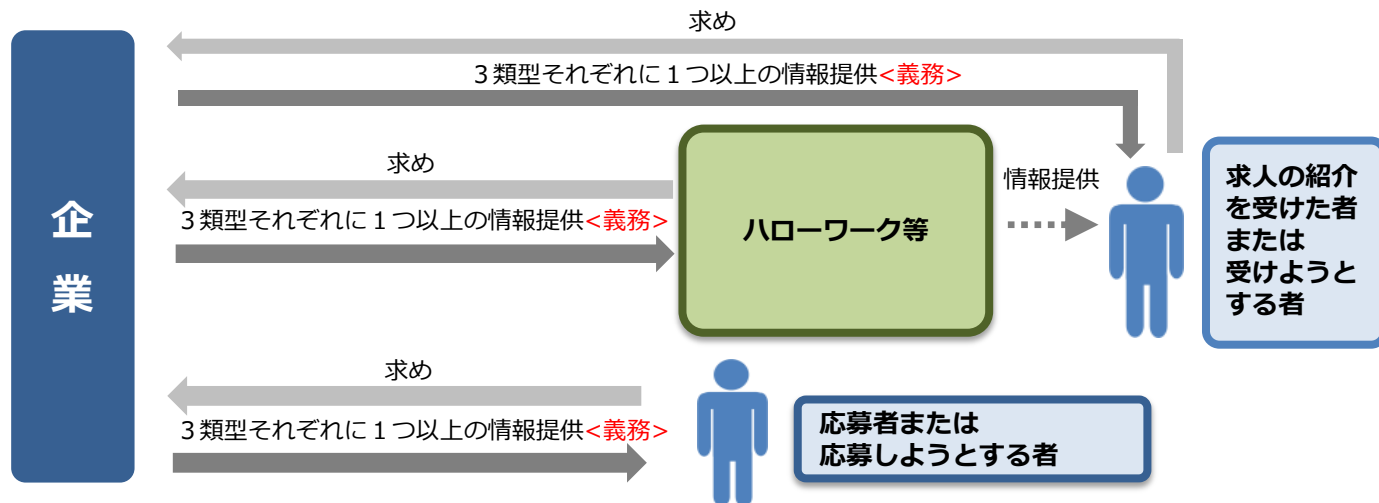 求め
３類型それぞれに１つ以上の情報提供<義務>
企
業
求め
３類型それぞれに１つ以上の情報提供<義務>
ハローワーク等
情報提供
求人の紹介
を受けた者
または
受けようと
する者
求め
３類型それぞれに１つ以上の情報提供<義務>
応募者または
応募しようとする者